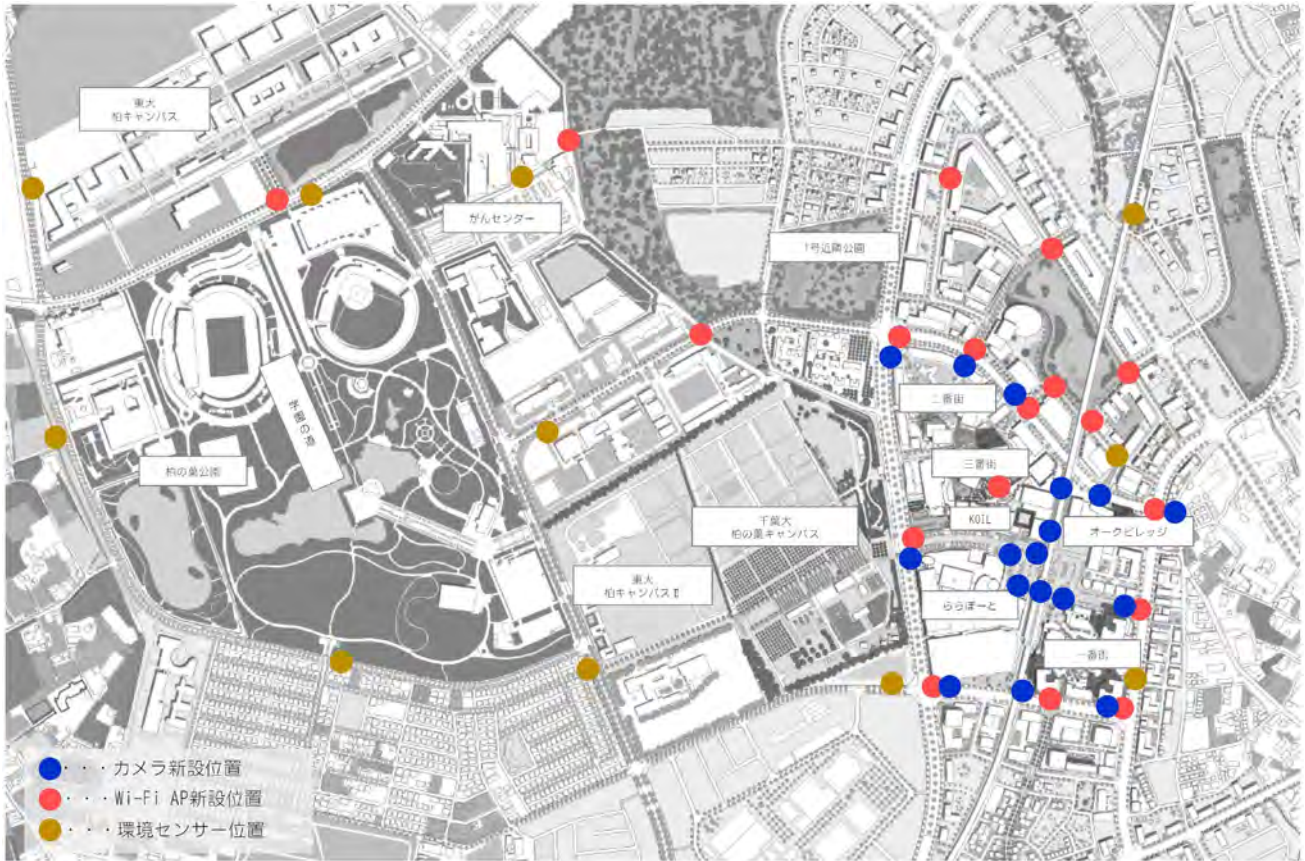 東大
柏キャンパス
がんセンター
1号近隣公園
学園の道
柏の葉公園
二番街
三番街
KOIL
オークビレッジ
千葉大
柏の葉キャンパス
東大
柏キャンパスⅡ
ららぽーと
一番街
・・・カメラ新設位置
・・・Wi-Fi AP新設位置
・・・環境センサー位置